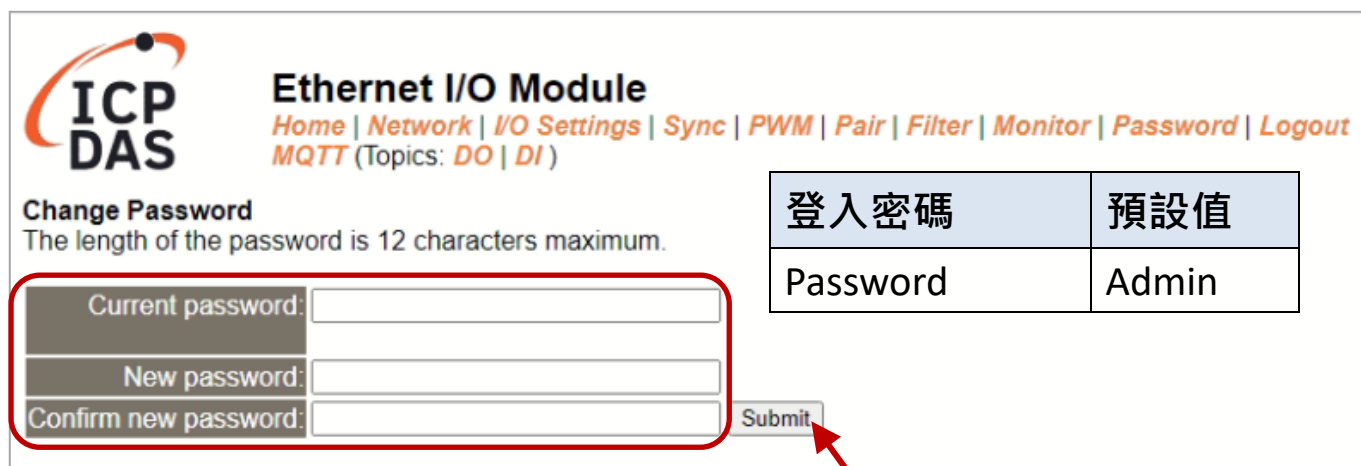 ICP
DAS
Ethernet I/O Module
Home | Network | I/O Settings | Sync | PWM | Pair | Filter | Monitor | Password | Logout
MQTT (Topics: DO | DI )
Change Password
The length of the password is 12 characters maximum.
登入密碼 預設值
Password Admin
Current password:
New password:
Confirm new password:
Submit